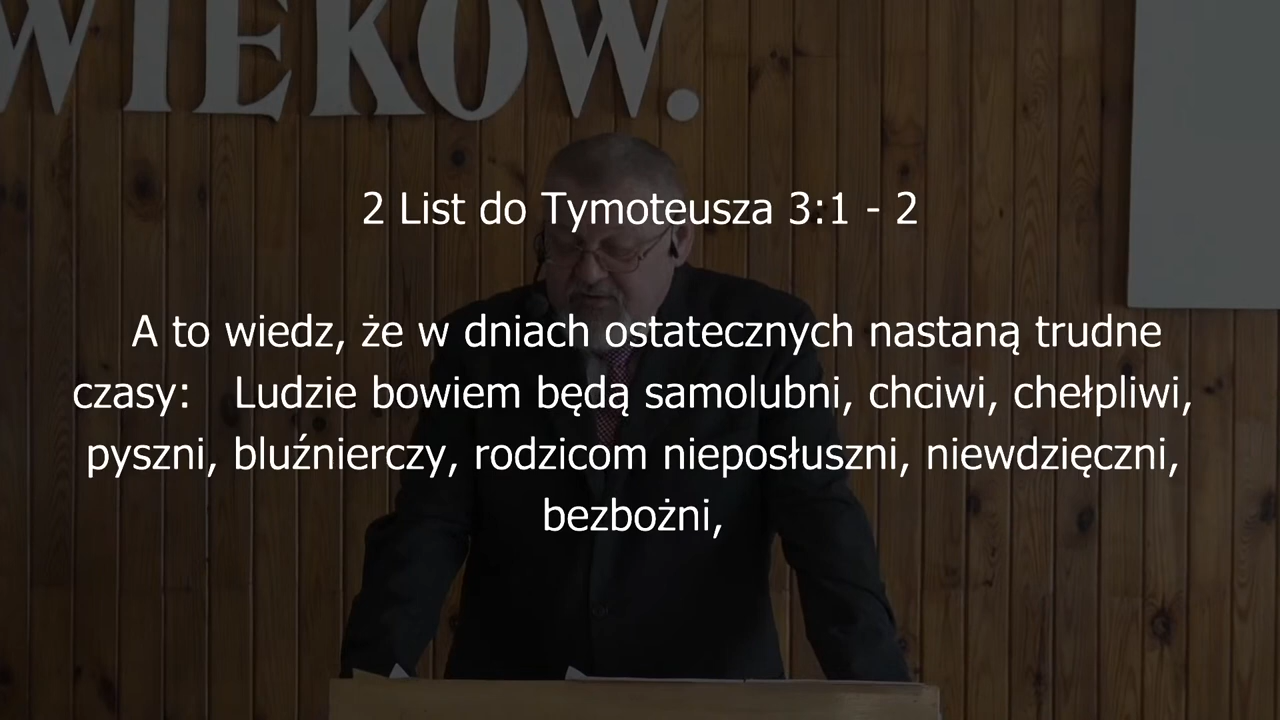 WIEKÓW.
2 List do Tymoteusza 3:1 - 2
A to wiedz, że w dniach ostatecznych nastaną trudne
czasy: Ludzie bowiem będą samolubni, chciwi, chełpliwi,
pyszni, bluźnierczy, rodzicom nieposłuszni, niewdzięczni,
bezbożni,